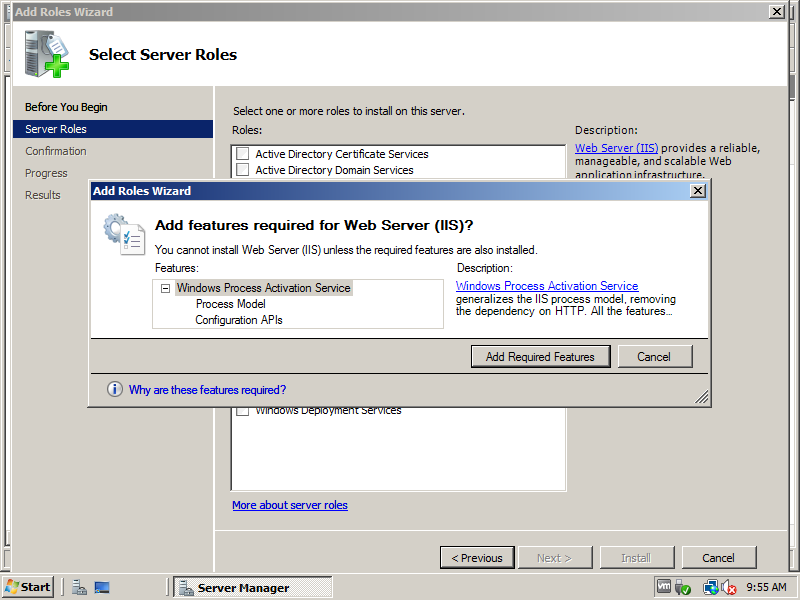 Add Roles Wizard
Select Server Roles
Before You Begin
Server Roles
Confirmation
Progress
Results
Select one or more roles to install on this server.
Roles:
Active Directory Certificate Services
Active Directory Domain Services
Description:
Web Server (IIS) provides a reliable,
manageable, and scalable Web
application infrastructure.
Add Roles Wizard
Add features required for Web Server (IIS)?
You cannot install Web Server (IIS) unless the required features are also installed.
Features:
Windows Process Activation Service
Process Model
Configuration APIs
Description:
Windows Process Activation Service
generalizes the IIS process model, removing
the dependency on HTTP. All the features...
Add Required Features
Cancel
Why are these features required?
Windows Deployment Services
More about server roles
< Previous
Next >
Install
Cancel
Start
Server Manager
vm
9:55 AM